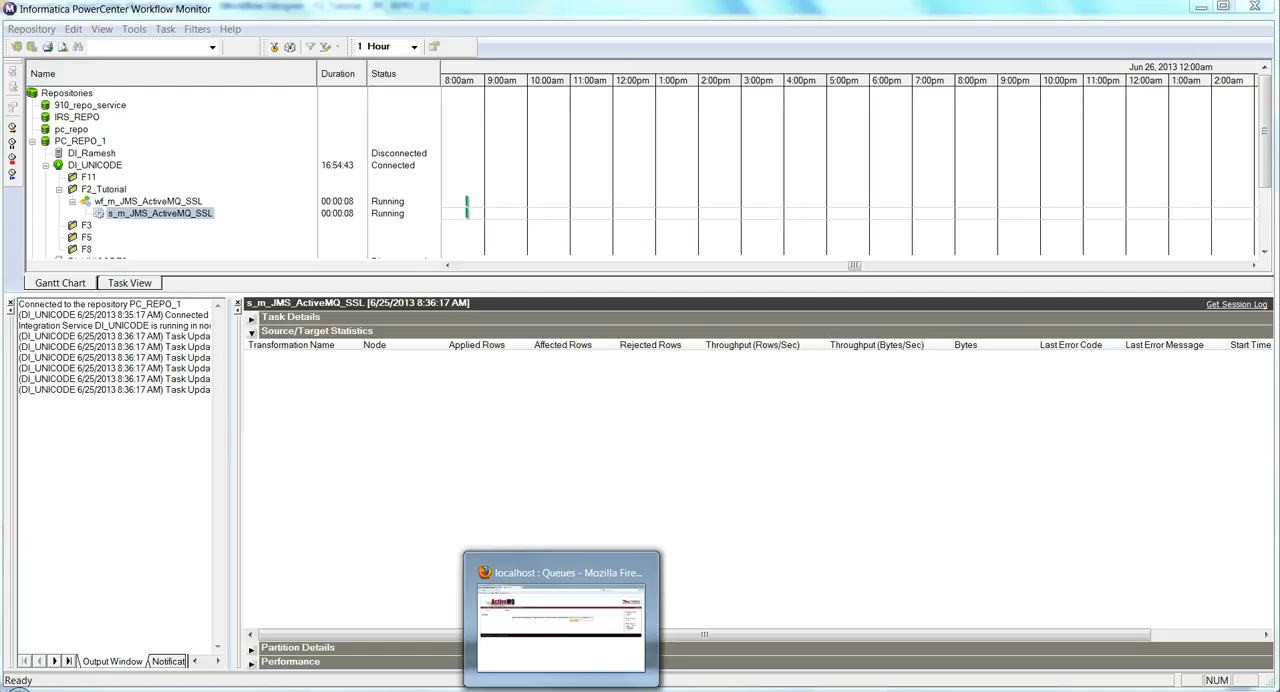 Informatica PowerCenter Workflow Monitor
Repository Edit View Tools Task Filters Help
1 Hour
Name Duration Status
Jun 26, 2013 12:00am
8:00am 9:00am 10:00am 11:00am 12:00pm 1:00pm 2:00pm 3:00pm 4:00pm 5:00pm 6:00pm 7:00pm 8:00pm 9:00pm 10:00pm 11:00pm 12:00am 1:00am 2:00am
Repositories
910_repo_service
IRS_REPO
pc_repo
PC_REPO_1
DI_Ramesh Disconnected
DI_UNICODE 16:54:43 Connected
F11
F2_Tutorial
wf_m_JMS_ActiveMQ_SSL 00:00:08 Running
s_m_JMS_ActiveMQ_SSL 00:00:08 Running
F3
F5
F8
Gantt Chart Task View
Connected to the repository PC_REPO_1
(DI_UNICODE 6/25/2013 8:35:17 AM) Connected
Integration Service DI_UNICODE is running in nor
(DI_UNICODE 6/25/2013 8:36:17 AM) Task Upda
(DI_UNICODE 6/25/2013 8:36:17 AM) Task Upda
(DI_UNICODE 6/25/2013 8:36:17 AM) Task Upda
(DI_UNICODE 6/25/2013 8:36:17 AM) Task Upda
(DI_UNICODE 6/25/2013 8:36:17 AM) Task Upda
(DI_UNICODE 6/25/2013 8:36:17 AM) Task Upda
s_m_JMS_ActiveMQ_SSL [6/25/2013 8:36:17 AM] Get Session Log
Task Details
Source/Target Statistics
Transformation Name Node Applied Rows Affected Rows Rejected Rows Throughput (Rows/Sec) Throughput (Bytes/Sec) Bytes Last Error Code Last Error Message Start Time
localhost : Queues - Mozilla Fire...
ActiveMQ
Partition Details
Performance
Output Window Notificat
Ready NUM